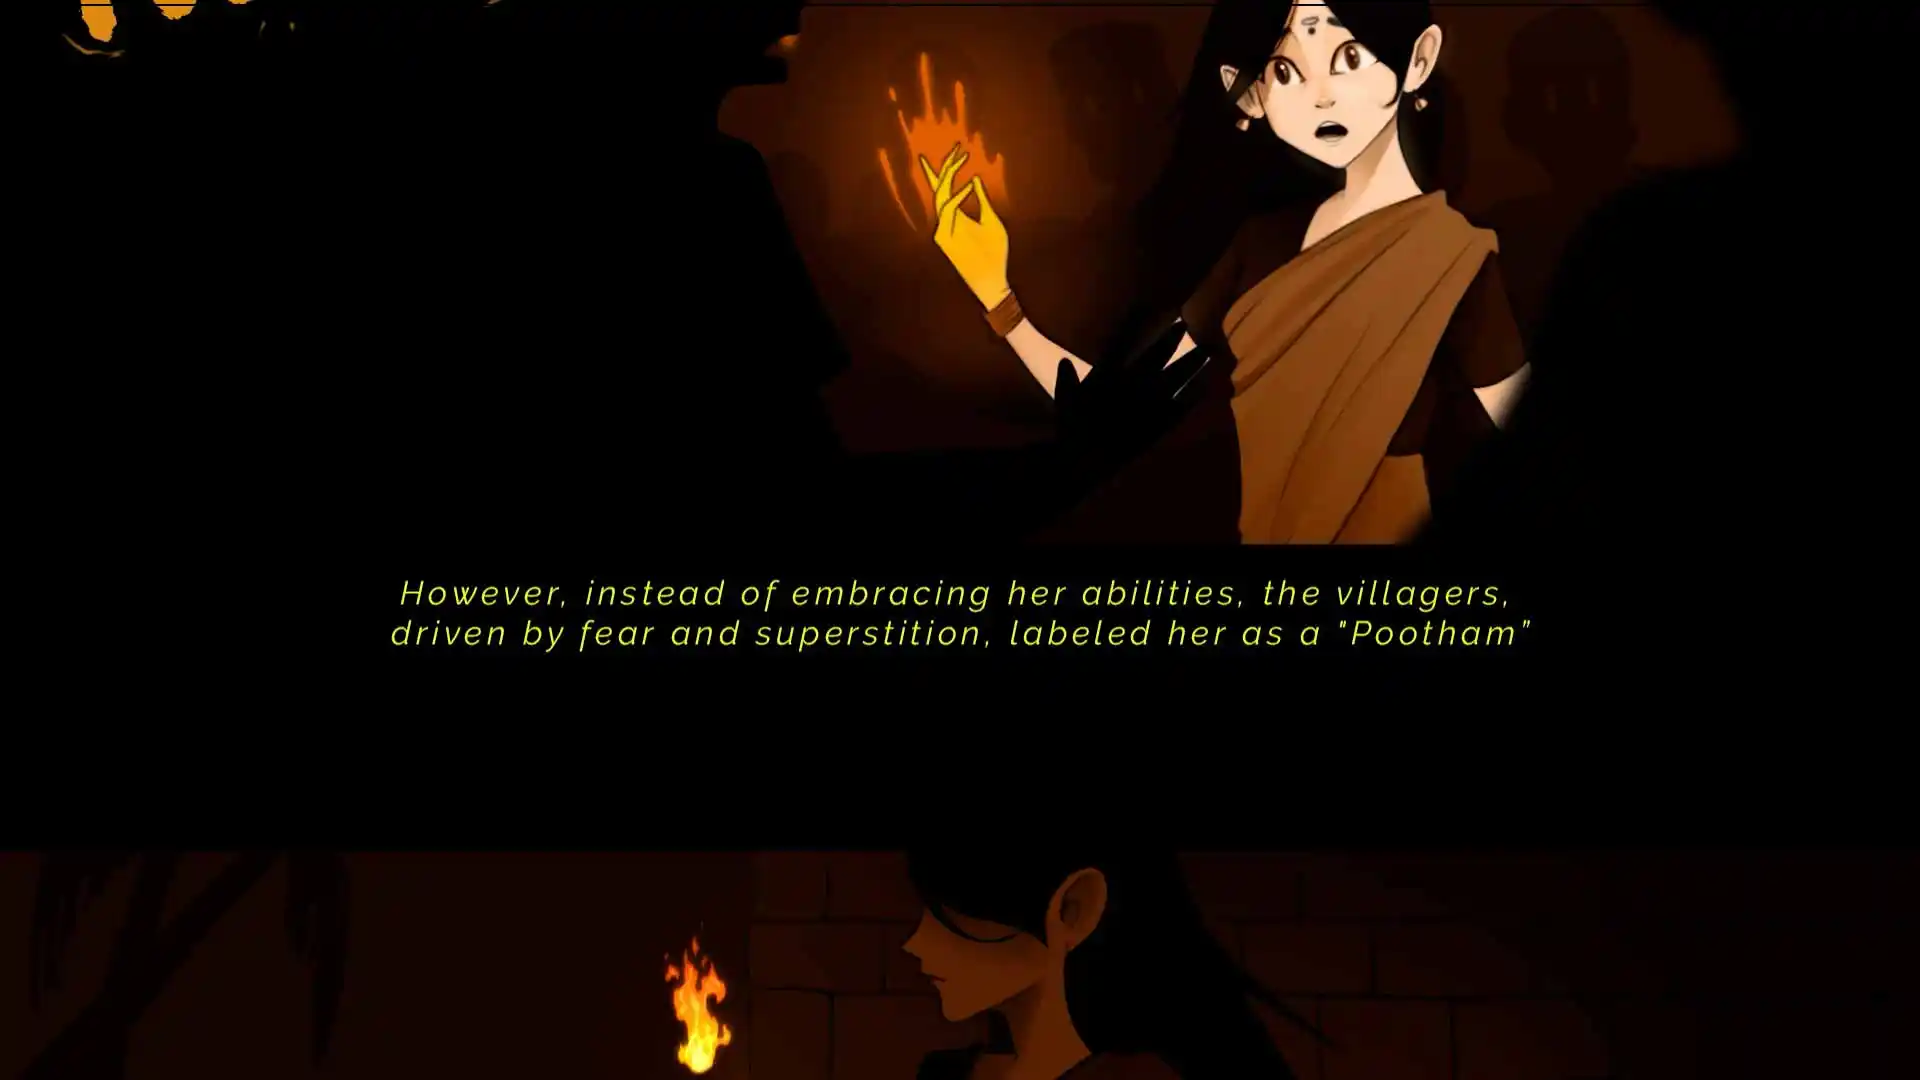 However, instead of embracing her abilities, the villagers,
driven by fear and superstition, labeled her as a "Pootham”